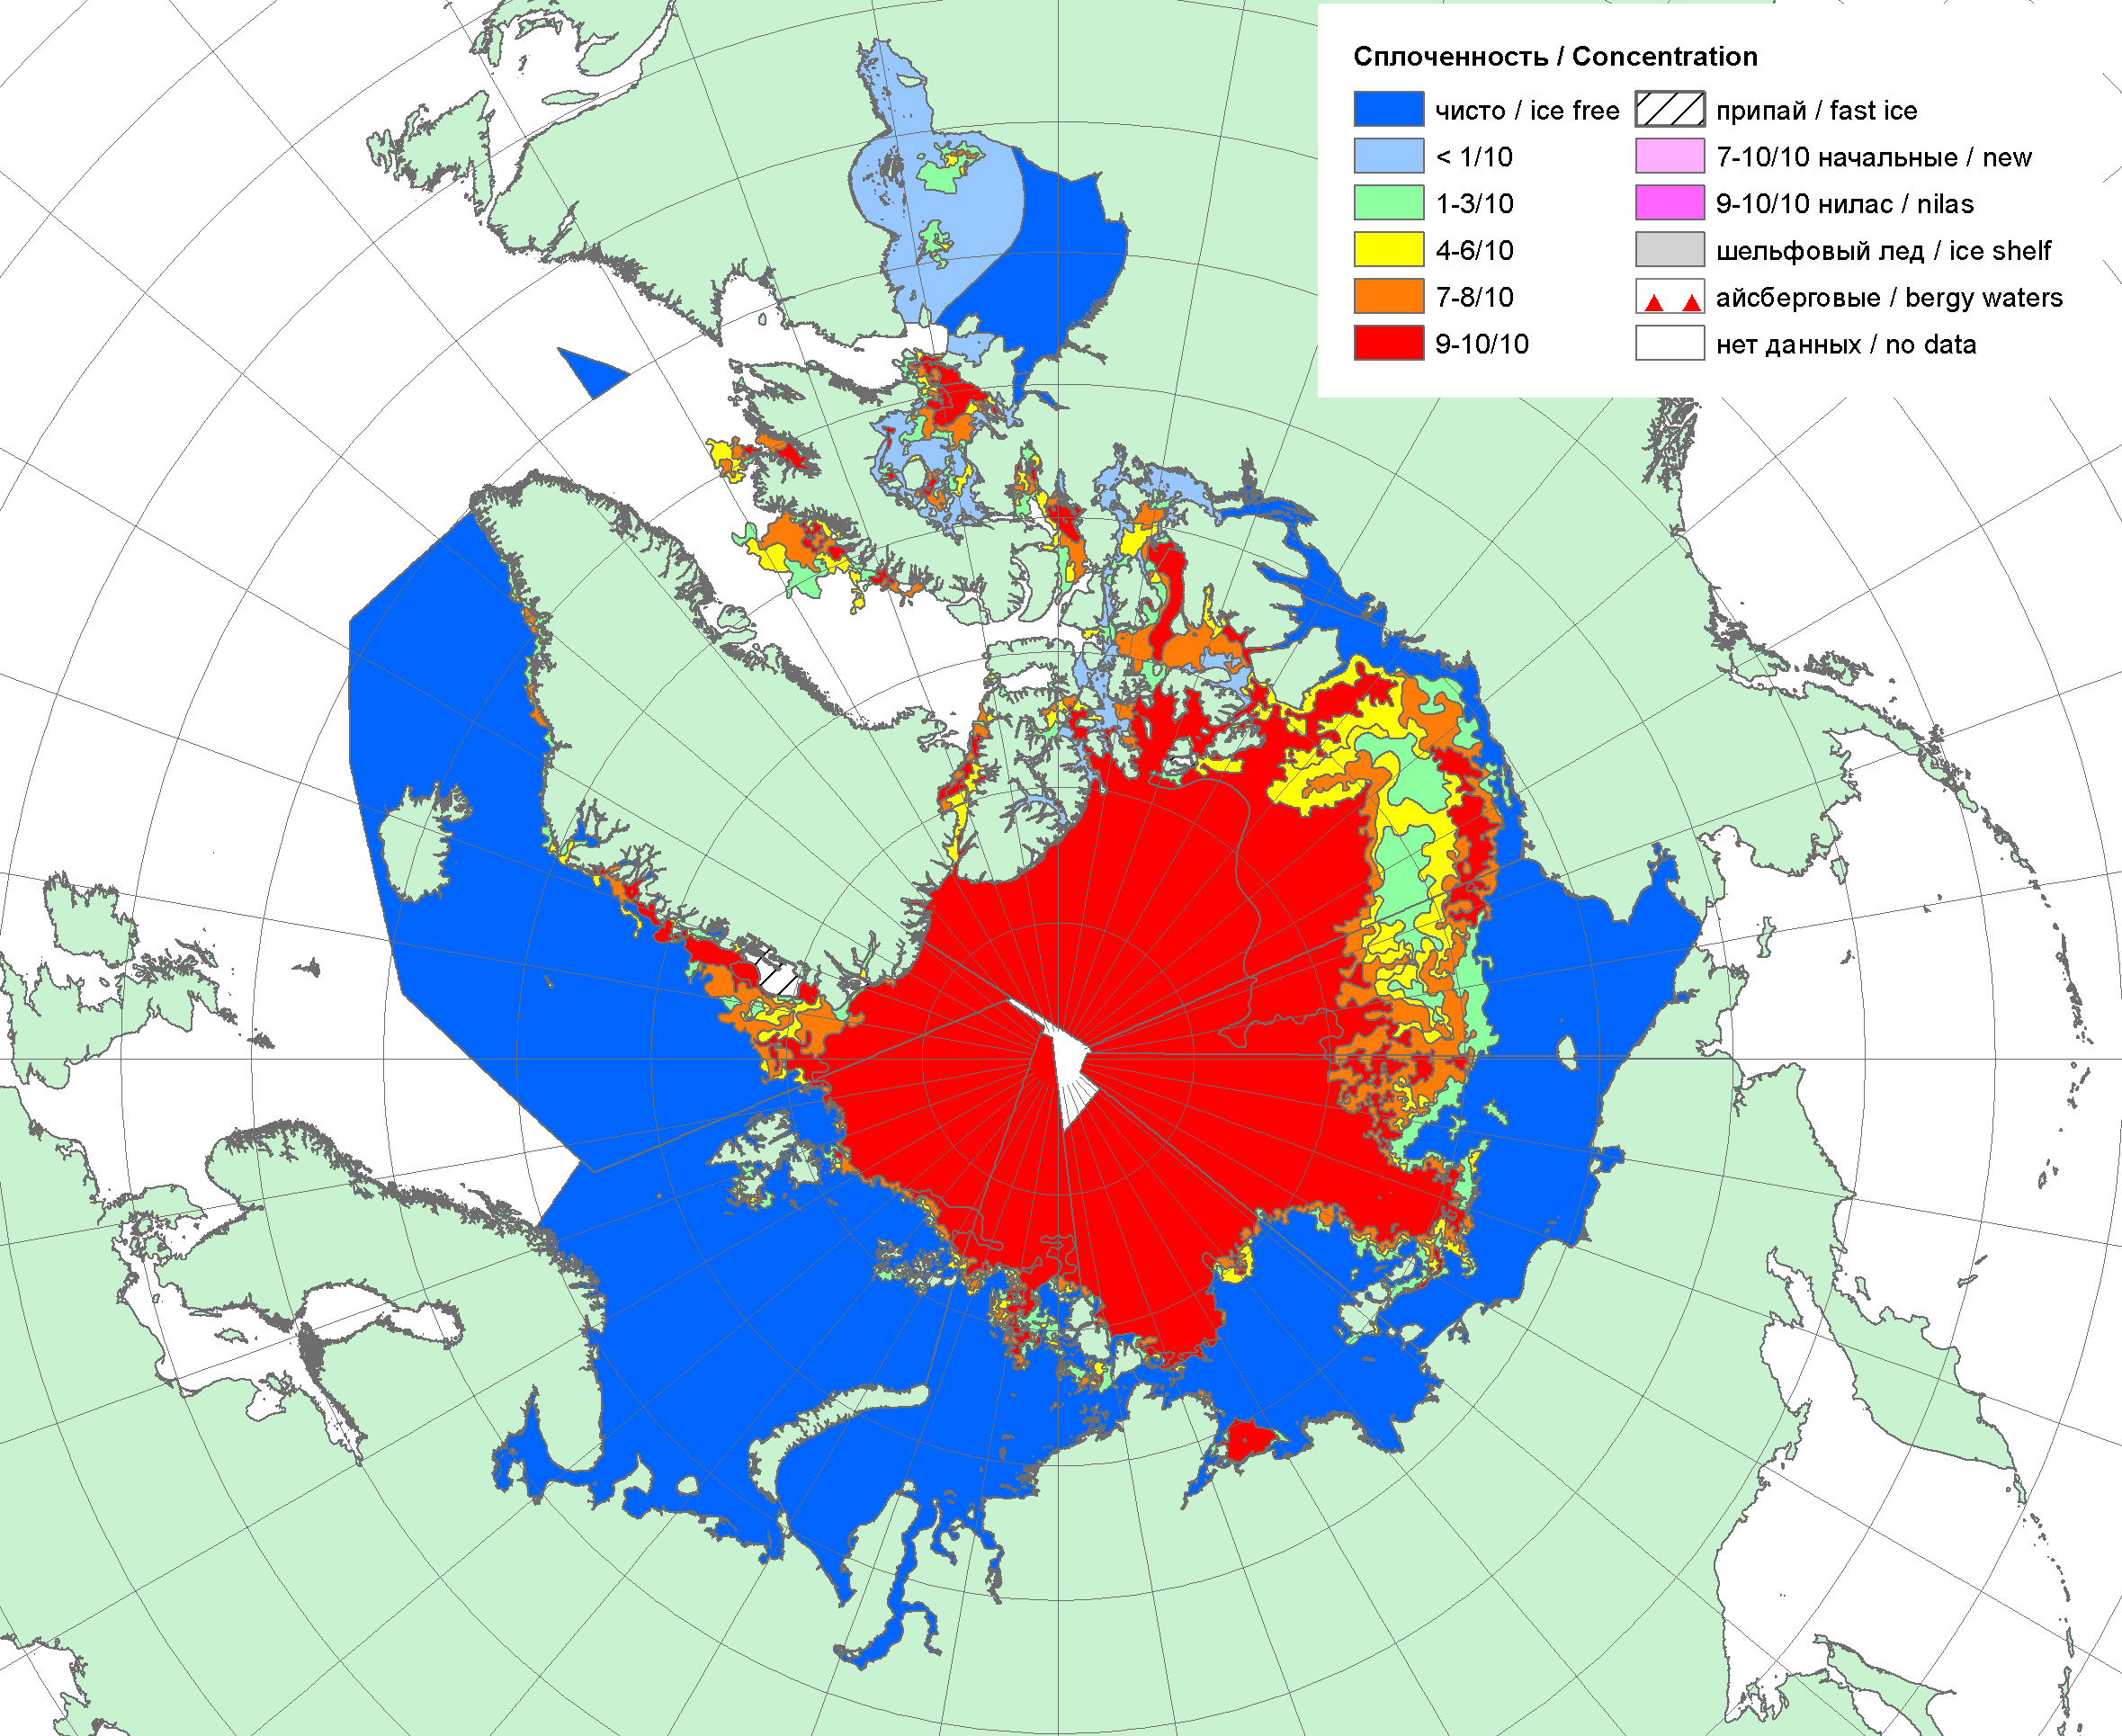 Сплоченность / Concentration
чисто / ice free
< 1/10
1-3/10
4-6/10
7-8/10
9-10/10
припай / fast ice
7-10/10 начальные / new
9-10/10 нилас / nilas
шельфовый лед / ice shelf
айсберговые / bergy waters
нет данных / no data